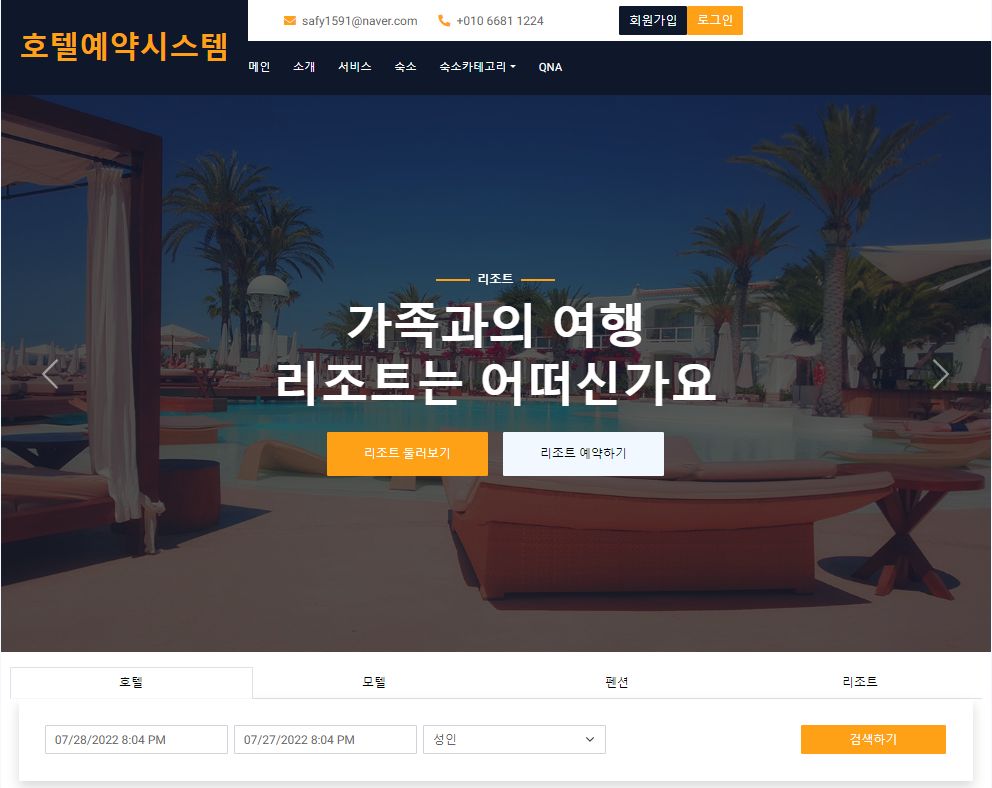 호텔예약시스템
safy1591@naver.com +010 6681 1224 회원가입 로그인
메인 소개 서비스 숙소 숙소카테고리 QNA
리조트
가족과의 여행
리조트는 어떠신가요
리조트 둘러보기 리조트 예약하기
호텔 모텔 펜션 리조트
07/28/2022 8:04 PM 07/27/2022 8:04 PM 성인 검색하기